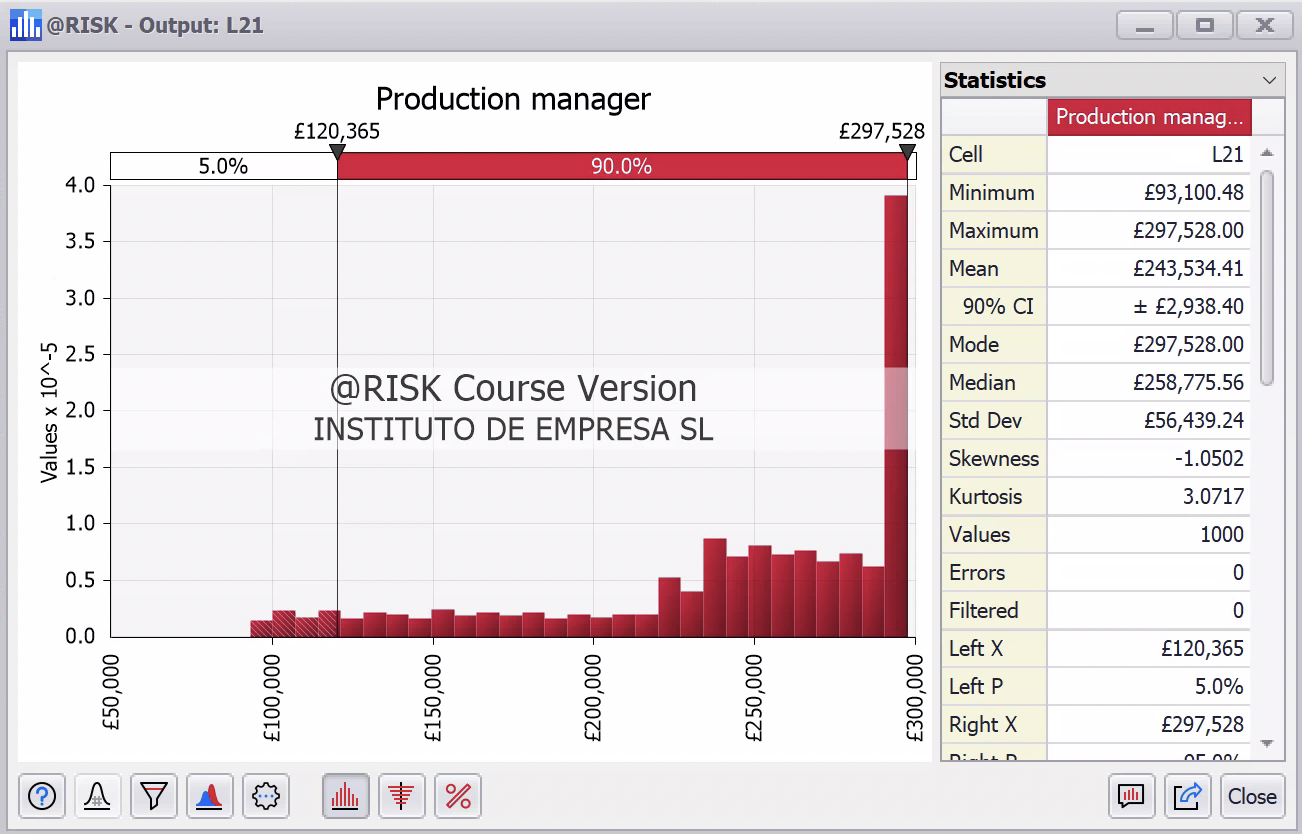 @RISK - Output: L21
Production manager
£120,365 £297,528
5.0% 90.0%
4.0
3.5
3.0
2.5
2.0
1.5
1.0
0.5
0.0
Values x 10^-5
@RISK Course Version
INSTITUTO DE EMPRESA SL
£50,000 £100,000 £150,000 £200,000 £250,000 £300,000
Statistics
Production manag...
Cell L21
Minimum £93,100.48
Maximum £297,528.00
Mean £243,534.41
90% CI ± £2,938.40
Mode £297,528.00
Median £258,775.56
Std Dev £56,439.24
Skewness -1.0502
Kurtosis 3.0717
Values 1000
Errors 0
Filtered 0
Left X £120,365
Left P 5.0%
Right X £297,528
Right P 95.0%
Close